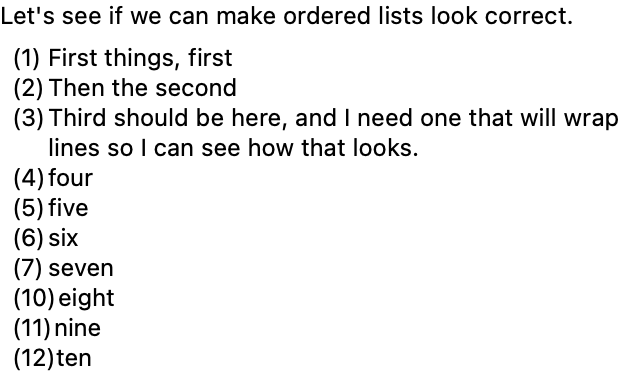 Let's see if we can make ordered lists look correct.
(1) First things, first
(2) Then the second
(3) Third should be here, and I need one that will wrap
lines so I can see how that looks.
(4) four
(5) five
(6) six
(7) seven
(10) eight
(11) nine
(12) ten